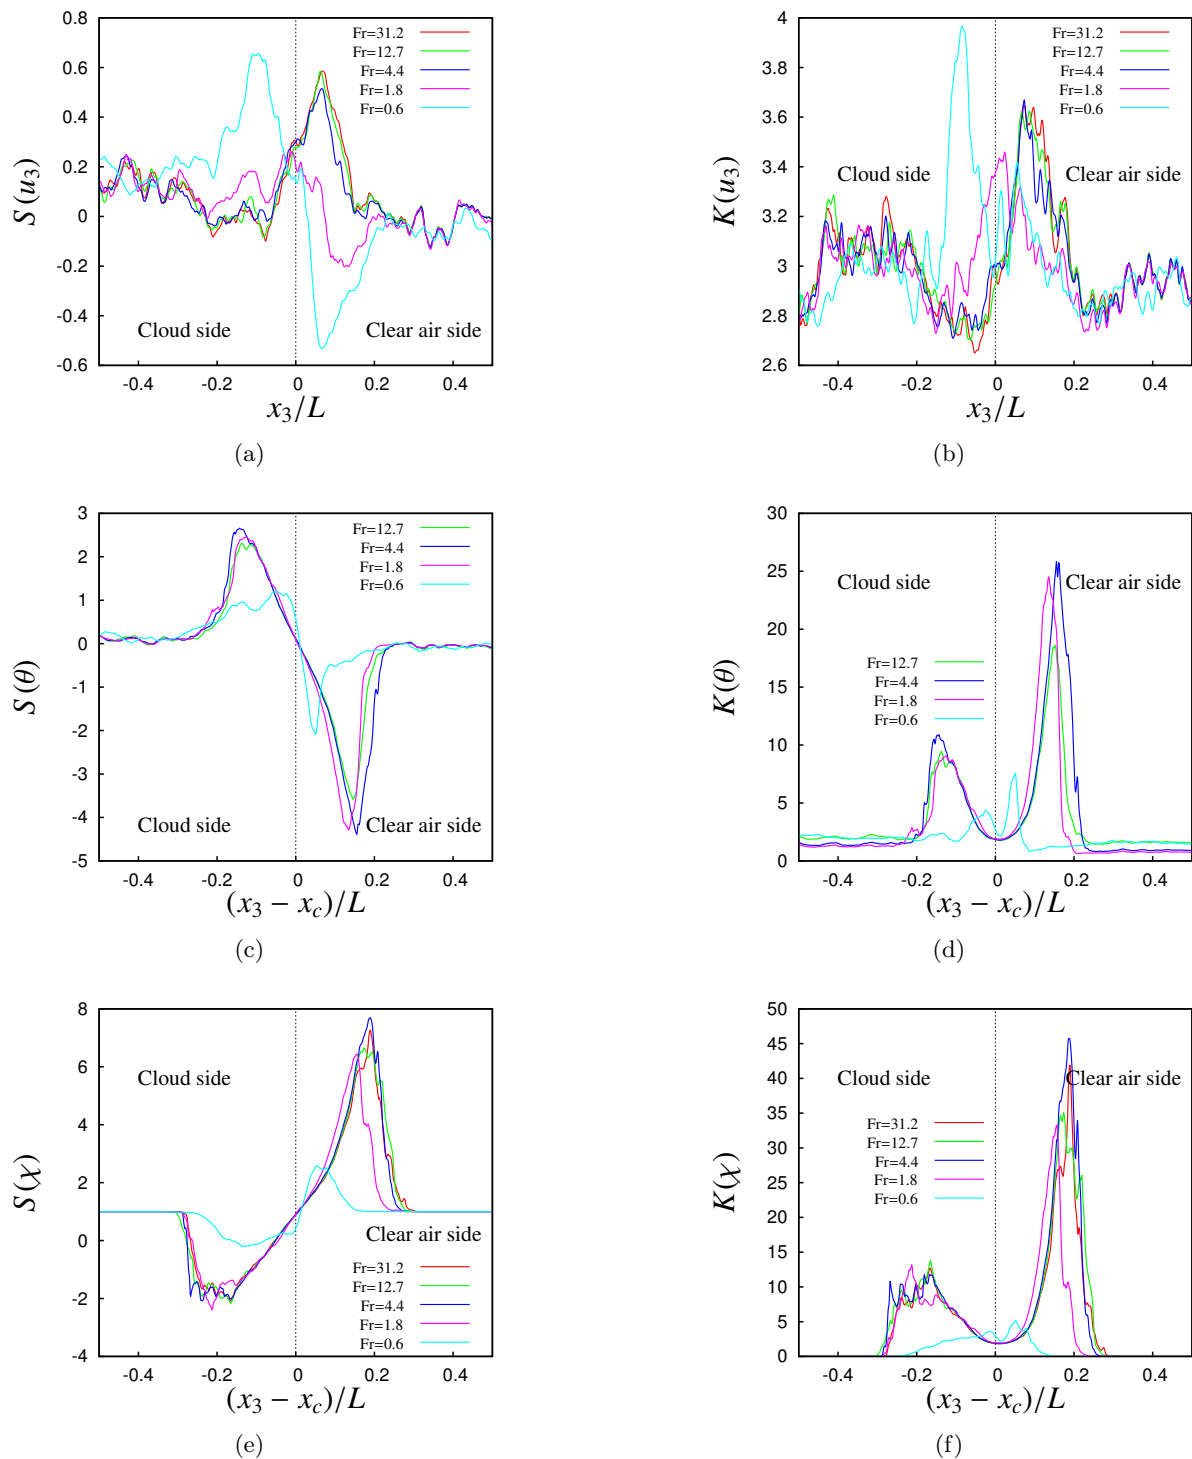 0.8
0.6
0.4
0.2
0
-0.2
-0.4
-0.6
S(u₃)
Fr=31.2
Fr=12.7
Fr=4.4
Fr=1.8
Fr=0.6
Cloud side
Clear air side
-0.4 -0.2 0 0.2 0.4
x₃/L
(a)
4
3.8
3.6
3.4
3.2
3
2.8
2.6
K(u₃)
Fr=31.2
Fr=12.7
Fr=4.4
Fr=1.8
Fr=0.6
Cloud side
Clear air side
-0.4 -0.2 0 0.2 0.4
x₃/L
(b)
3
2
1
0
-1
-2
-3
-4
-5
S(θ)
Fr=12.7
Fr=4.4
Fr=1.8
Fr=0.6
Cloud side
Clear air side
-0.4 -0.2 0 0.2 0.4
(x₃ − x_c)/L
(c)
30
25
20
15
10
5
0
K(θ)
Cloud side
Clear air side
Fr=12.7
Fr=4.4
Fr=1.8
Fr=0.6
-0.4 -0.2 0 0.2 0.4
(x₃ − x_c)/L
(d)
8
6
4
2
0
-2
-4
S(χ)
Cloud side
Clear air side
Fr=31.2
Fr=12.7
Fr=4.4
Fr=1.8
Fr=0.6
-0.4 -0.2 0 0.2 0.4
(x₃ − x_c)/L
(e)
50
45
40
35
30
25
20
15
10
5
0
K(χ)
Cloud side
Clear air side
Fr=31.2
Fr=12.7
Fr=4.4
Fr=1.8
Fr=0.6
-0.4 -0.2 0 0.2 0.4
(x₃ − x_c)/L
(f)